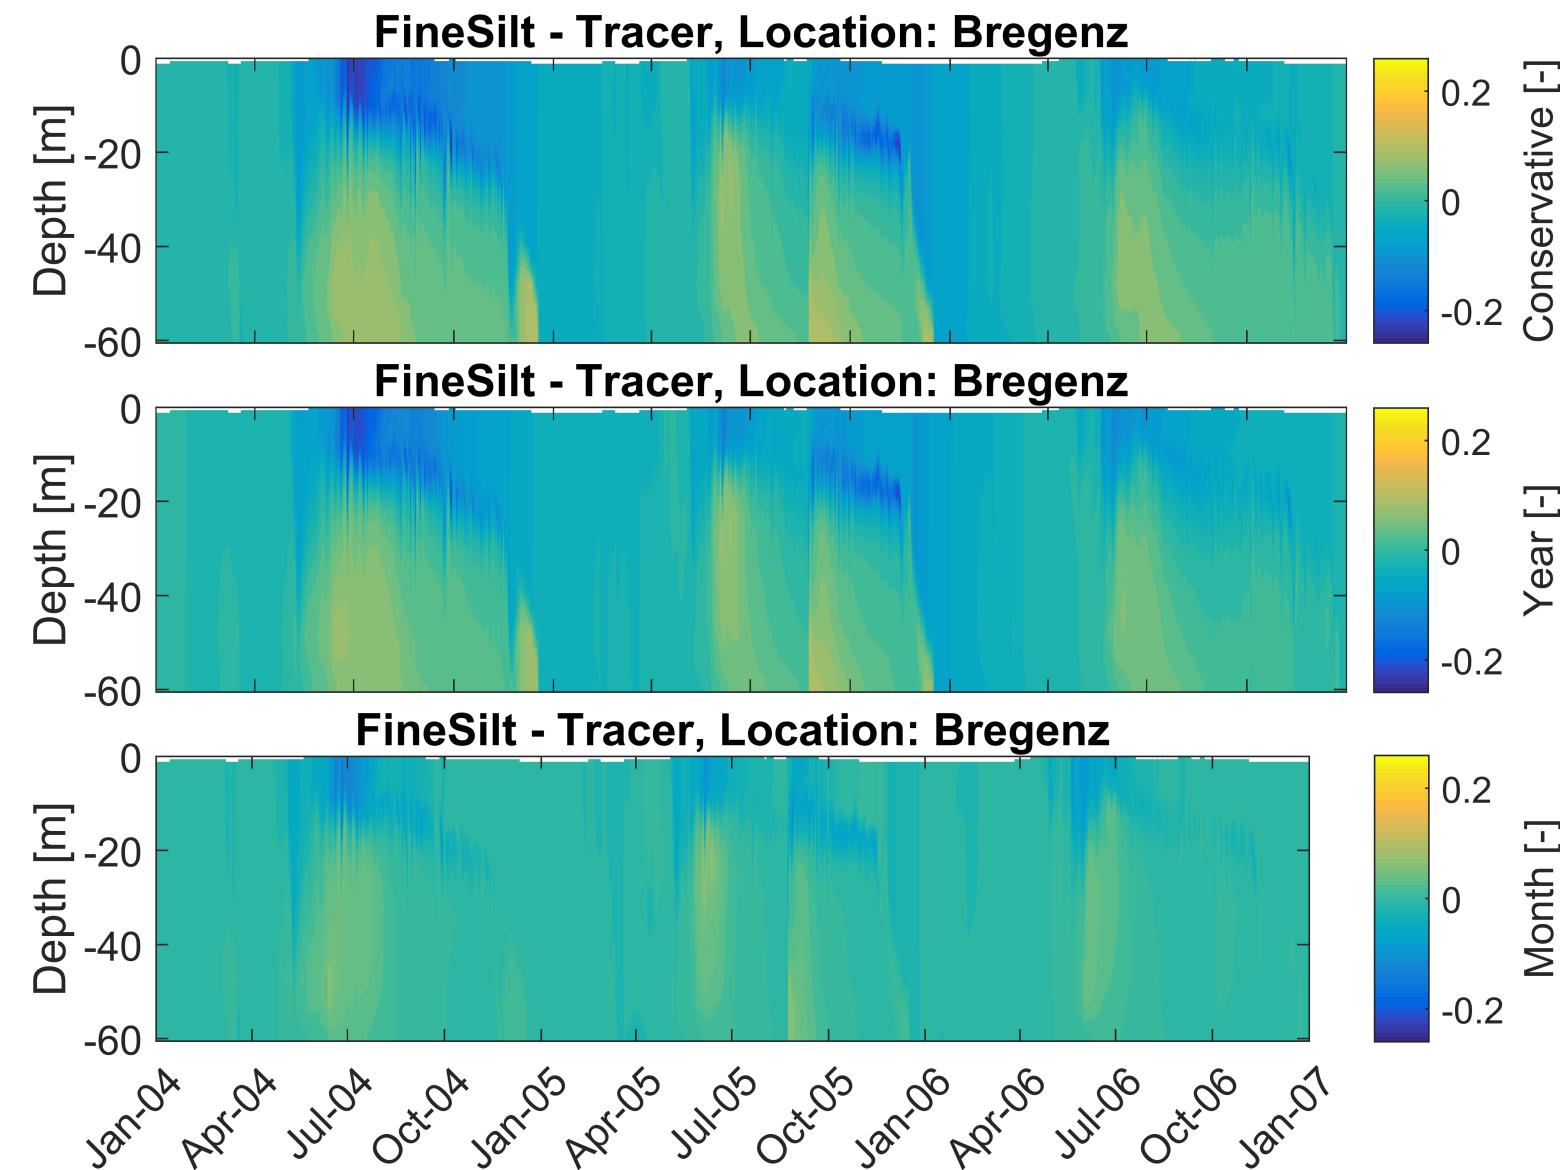 FineSilt - Tracer, Location: Bregenz
0
-20
-40
-60
Depth [m]
0.2
0
-0.2
Conservative [-]
FineSilt - Tracer, Location: Bregenz
0
-20
-40
-60
Depth [m]
0.2
0
-0.2
Year [-]
FineSilt - Tracer, Location: Bregenz
0
-20
-40
-60
Depth [m]
0.2
0
-0.2
Month [-]
Jan-04
Apr-04
Jul-04
Oct-04
Jan-05
Apr-05
Jul-05
Oct-05
Jan-06
Apr-06
Jul-06
Oct-06
Jan-07